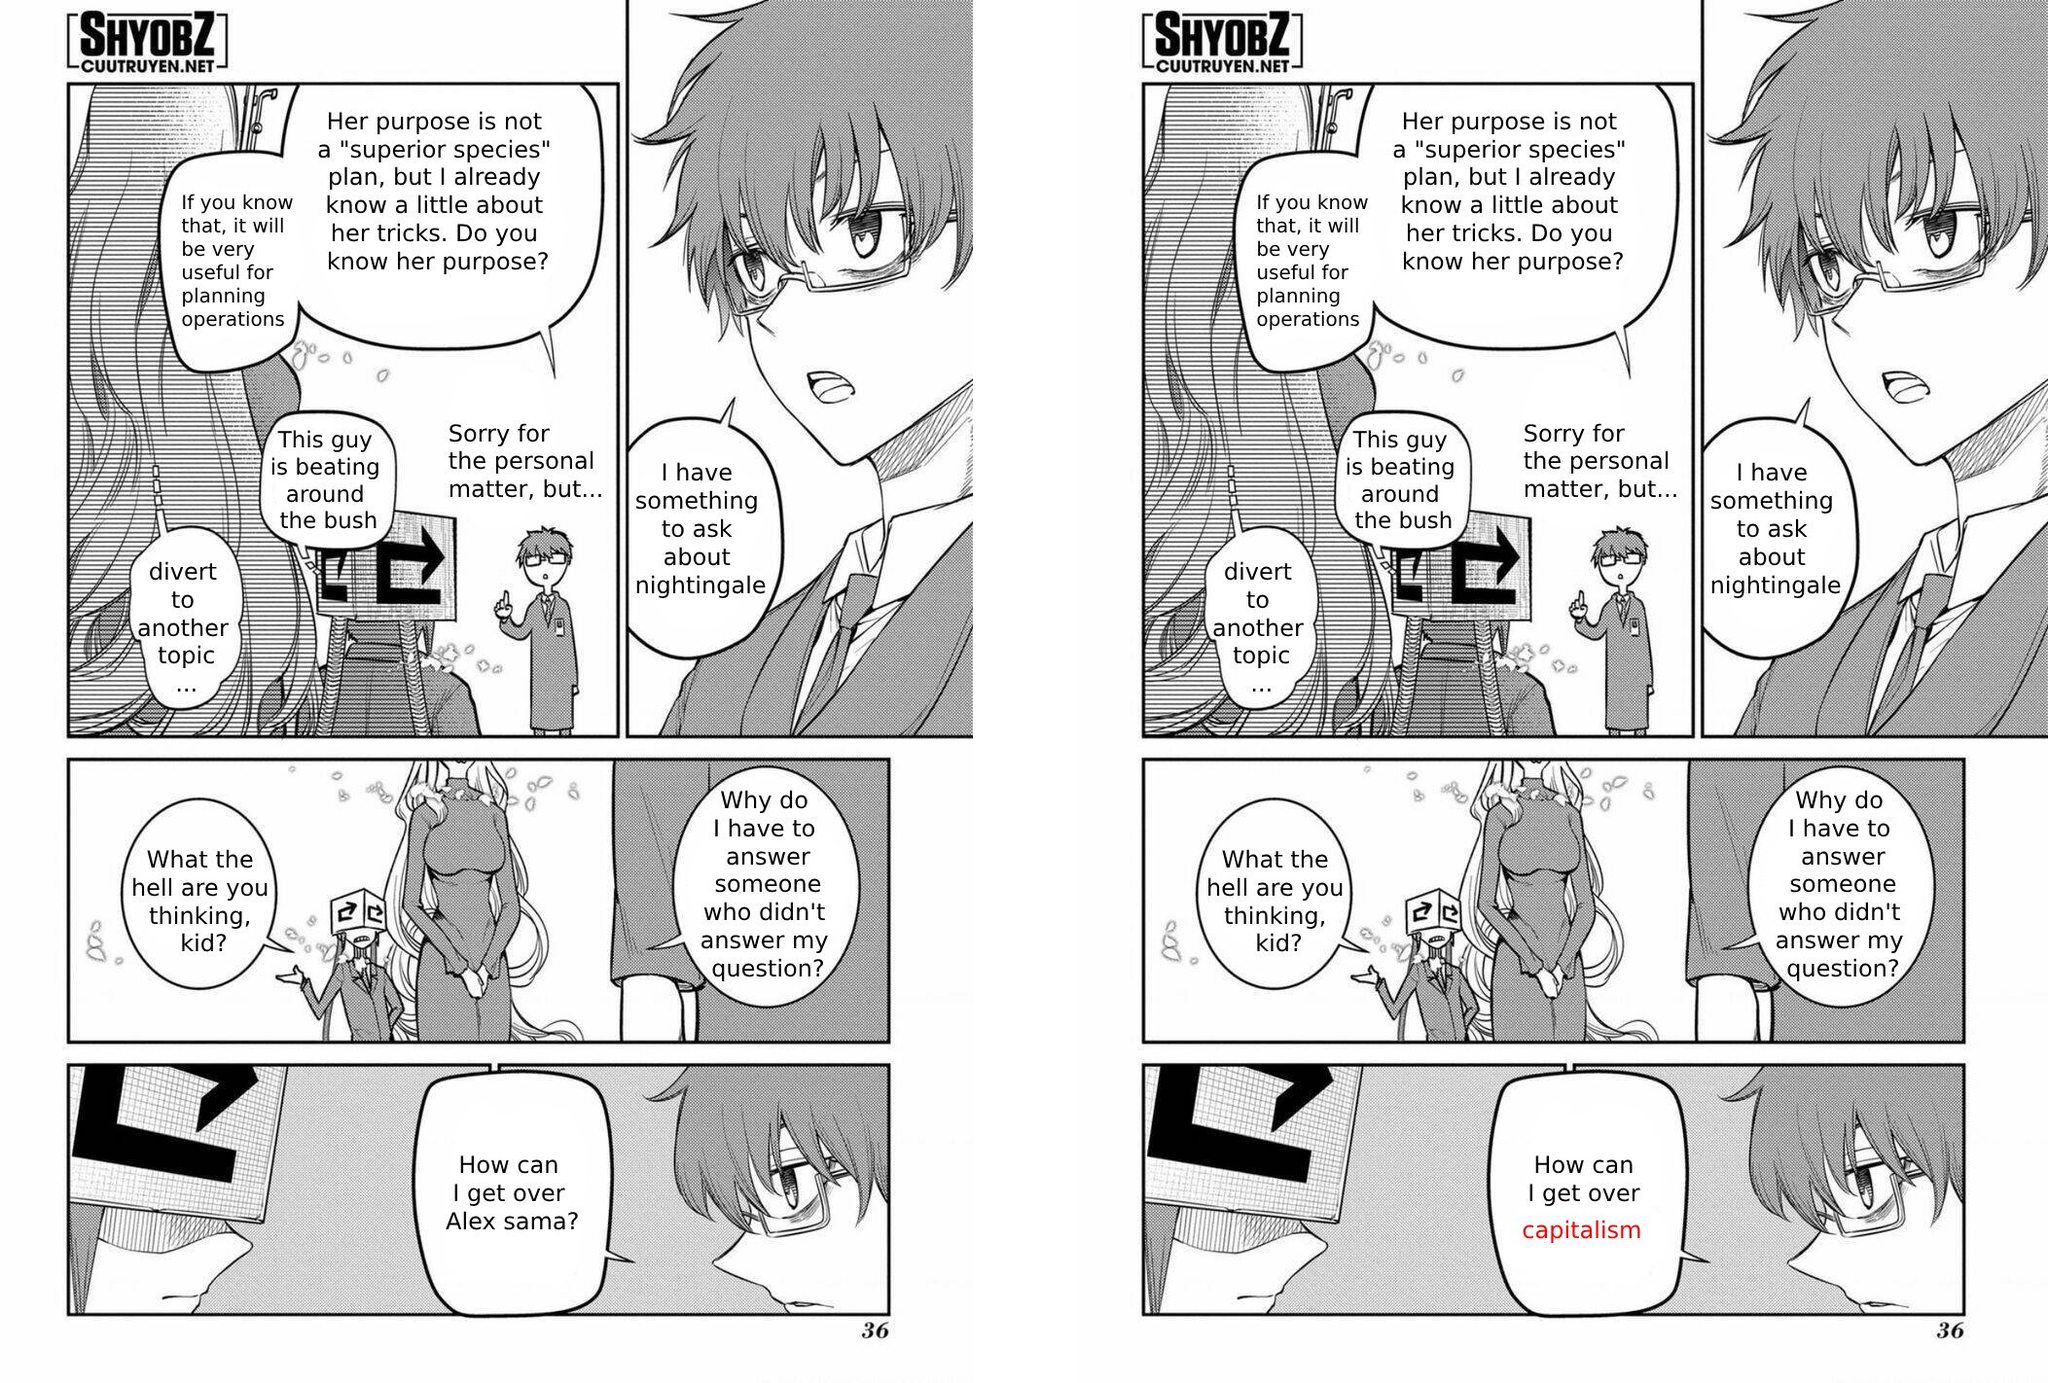 SHYOBZ
CUUTRUYEN.NET
I have
something
to ask
about
nightingale
Her purpose is not
a "superior species"
plan, but I already
know a little about
her tricks. Do you
know her purpose?
If you know
that, it will
be very
useful for
planning
operations
Sorry for
the personal
matter, but...
This guy
is beating
around
the bush
divert
to
another
topic
...
Why do
I have to
answer
someone
who didn't
answer my
question?
What the
hell are you
thinking,
kid?
How can
I get over
Alex sama?
36
SHYOBZ
CUUTRUYEN.NET
I have
something
to ask
about
nightingale
Her purpose is not
a "superior species"
plan, but I already
know a little about
her tricks. Do you
know her purpose?
If you know
that, it will
be very
useful for
planning
operations
Sorry for
the personal
matter, but...
This guy
is beating
around
the bush
divert
to
another
topic
...
Why do
I have to
answer
someone
who didn't
answer my
question?
What the
hell are you
thinking,
kid?
How can
I get over
capitalism
36